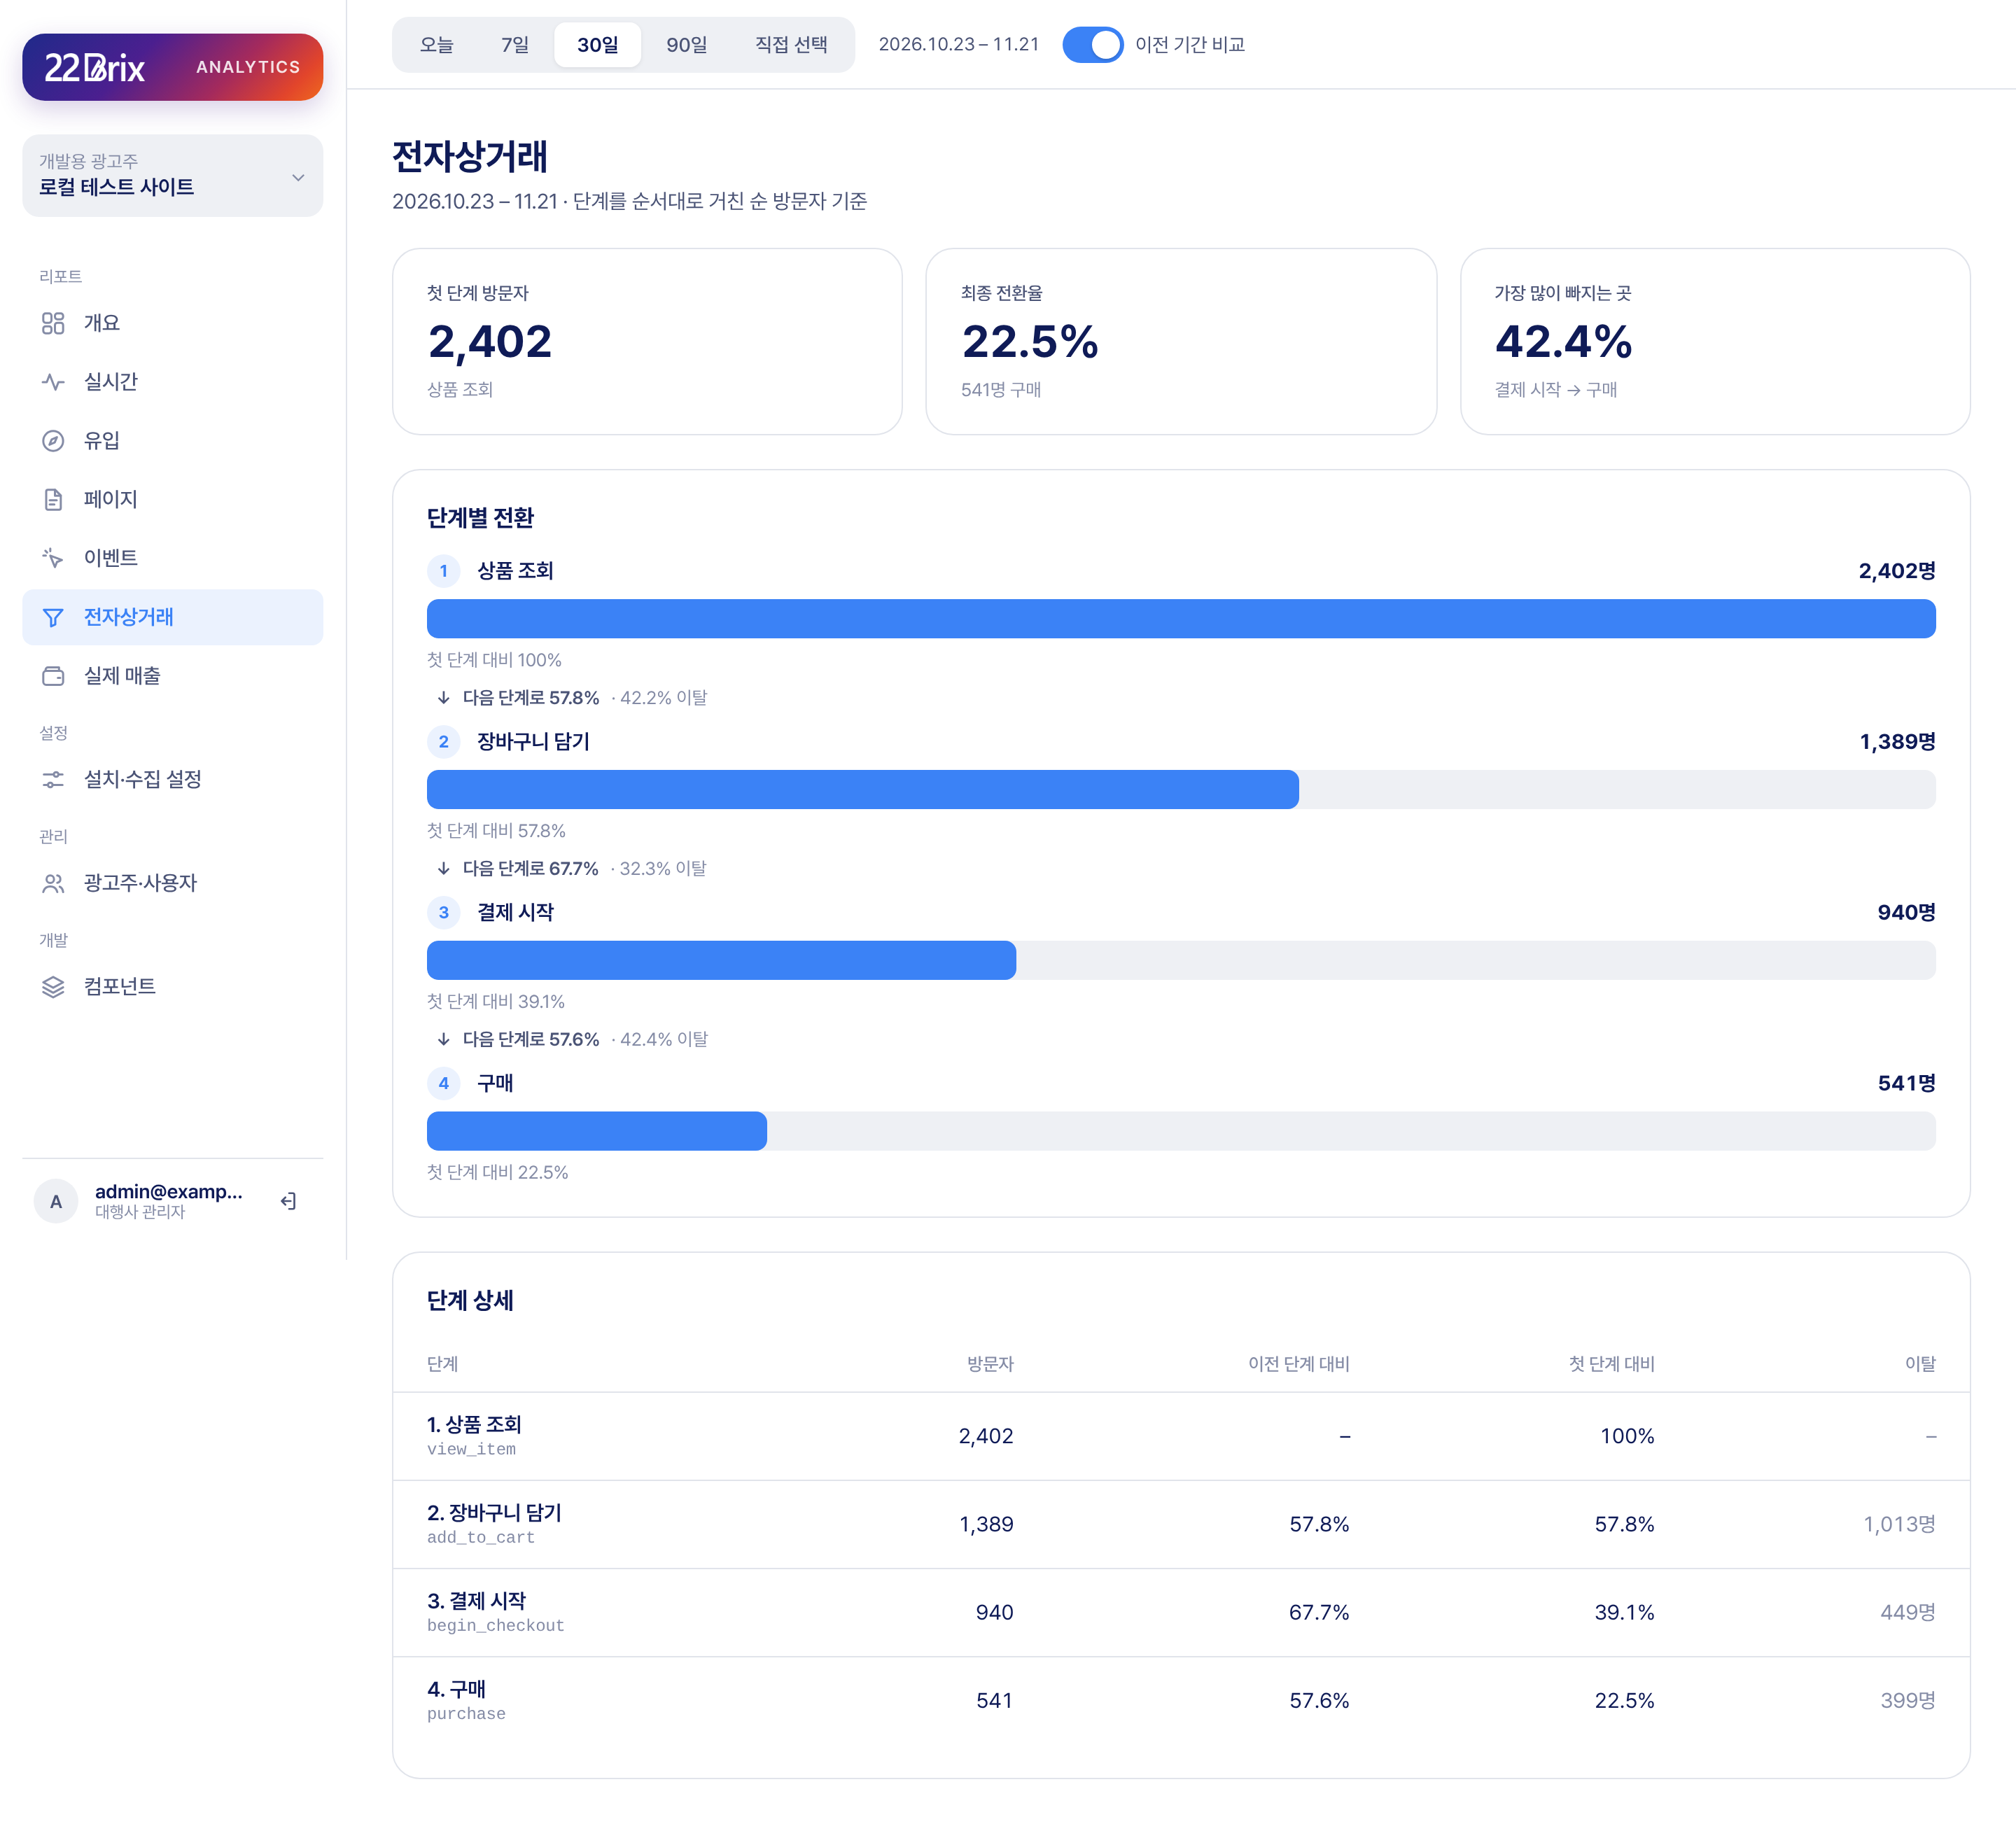 22Brix ANALYTICS
개발용 광고주
로컬 테스트 사이트
리포트
개요
실시간
유입
페이지
이벤트
전자상거래
실제 매출
설정
설치·수집 설정
관리
광고주·사용자
개발
컴포넌트
A
admin@examp...
대행사 관리자
오늘 7일 30일 90일 직접 선택 2026.10.23 – 11.21 이전 기간 비교
전자상거래
2026.10.23 – 11.21 · 단계를 순서대로 거친 순 방문자 기준
첫 단계 방문자
2,402
상품 조회
최종 전환율
22.5%
541명 구매
가장 많이 빠지는 곳
42.4%
결제 시작 → 구매
단계별 전환
1 상품 조회 2,402명
첫 단계 대비 100%
↓ 다음 단계로 57.8% · 42.2% 이탈
2 장바구니 담기 1,389명
첫 단계 대비 57.8%
↓ 다음 단계로 67.7% · 32.3% 이탈
3 결제 시작 940명
첫 단계 대비 39.1%
↓ 다음 단계로 57.6% · 42.4% 이탈
4 구매 541명
첫 단계 대비 22.5%
단계 상세
단계 방문자 이전 단계 대비 첫 단계 대비 이탈
1. 상품 조회 2,402 – 100% –
view_item
2. 장바구니 담기 1,389 57.8% 57.8% 1,013명
add_to_cart
3. 결제 시작 940 67.7% 39.1% 449명
begin_checkout
4. 구매 541 57.6% 22.5% 399명
purchase